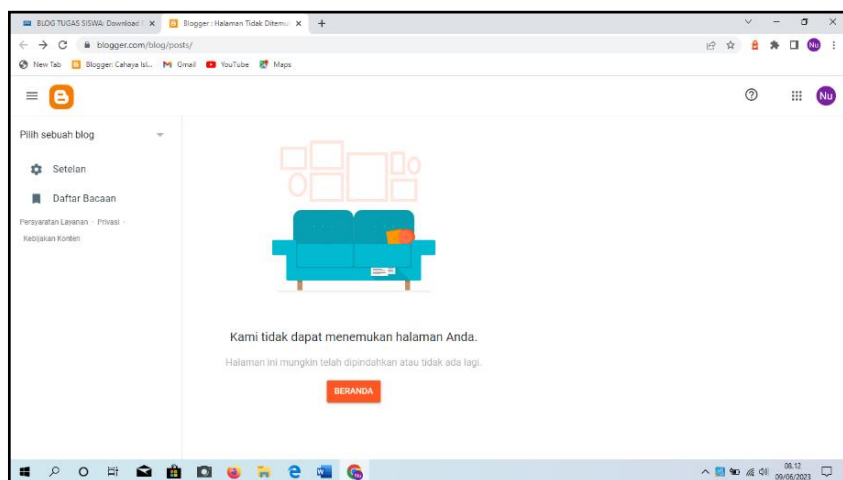 BLOG TUGAS SISWA: Download
Blogger : Halaman Tidak Ditemu
blogger.com/blog/posts/
Nu
New Tab
Blogger: Cahaya Isl...
Gmail
YouTube
Maps
Nu
Pilih sebuah blog
Setelan
Daftar Bacaan
Persyaratan Layanan · Privasi ·
Kebijakan Konten
Kami tidak dapat menemukan halaman Anda.
Halaman ini mungkin telah dipindahkan atau tidak ada lagi.
BERANDA
08.12
09/06/2023